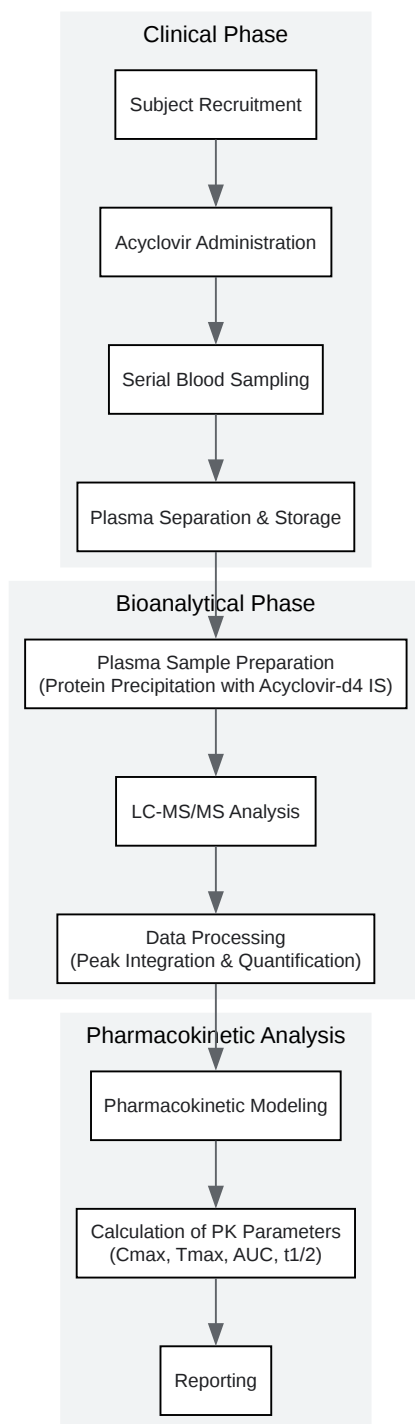 Clinical Phase
Subject Recruitment
Acyclovir Administration
Serial Blood Sampling
Plasma Separation & Storage
Bioanalytical Phase
Plasma Sample Preparation
(Protein Precipitation with Acyclovir-d4 IS)
LC-MS/MS Analysis
Data Processing
(Peak Integration & Quantification)
Pharmacokinetic Analysis
Pharmacokinetic Modeling
Calculation of PK Parameters
(Cmax, Tmax, AUC, t1/2)
Reporting